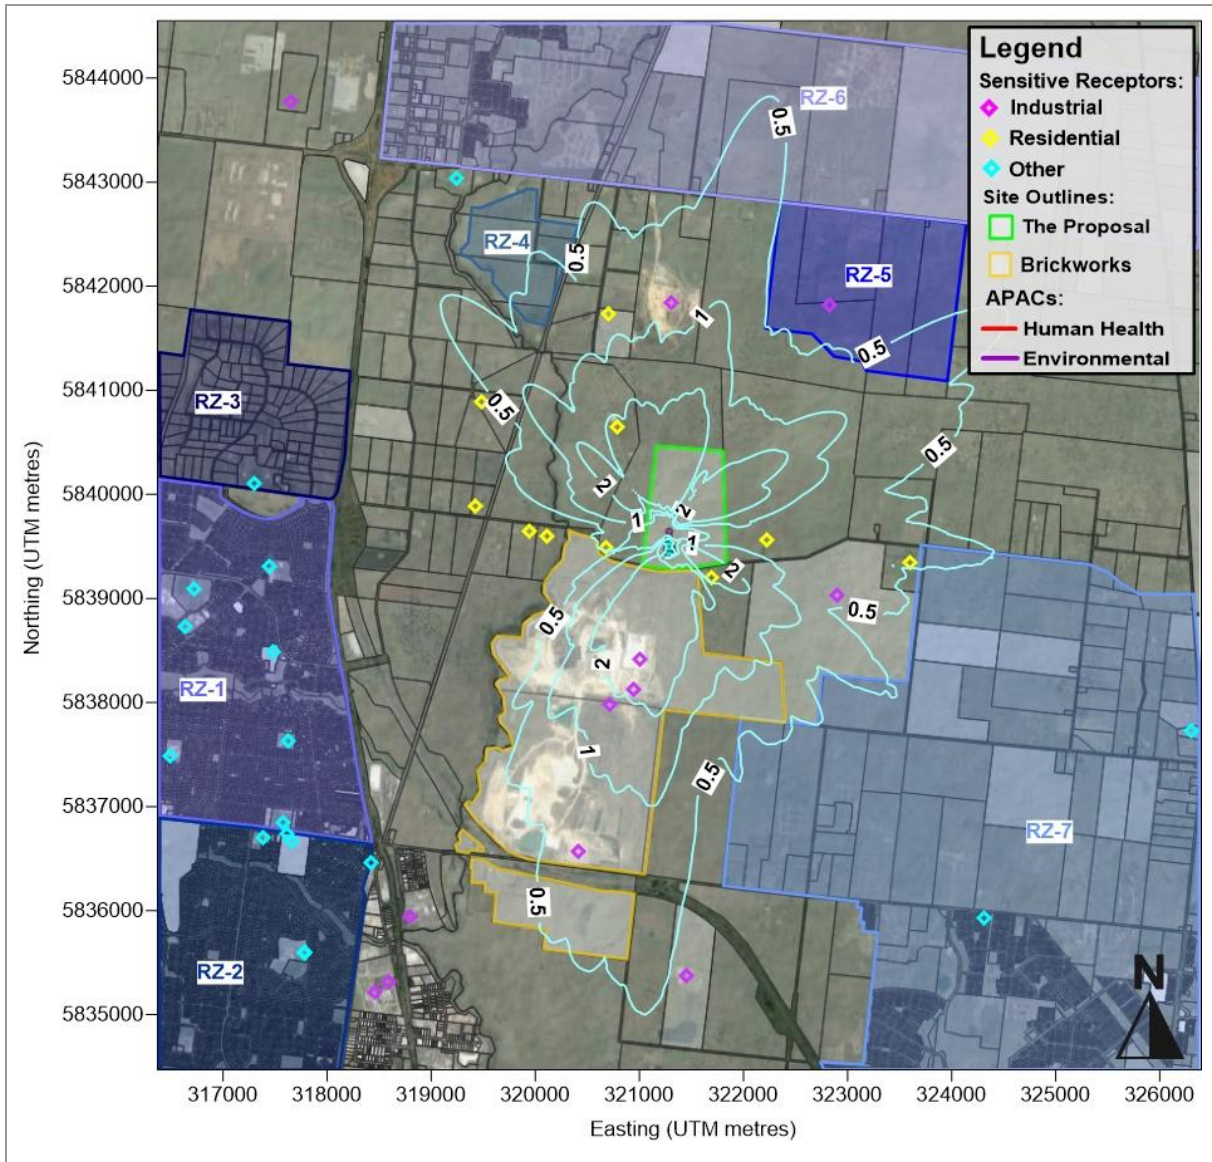 Legend
Sensitive Receptors:
Industrial
Residential
Other
Site Outlines:
The Proposal
Brickworks
APACs:
Human Health
Environmental
5844000
5843000
5842000
5841000
5840000
5839000
5838000
5837000
5836000
5835000
Northing (UTM metres)
RZ-6
0.5
RZ-4
0.5
RZ-5
1
0.5
RZ-3
0.5
0.5
2
2
1
1
2
0.5
0.5
2
RZ-1
1
0.5
RZ-7
0.5
RZ-2
N
317000 318000 319000 320000 321000 322000 323000 324000 325000 326000
Easting (UTM metres)